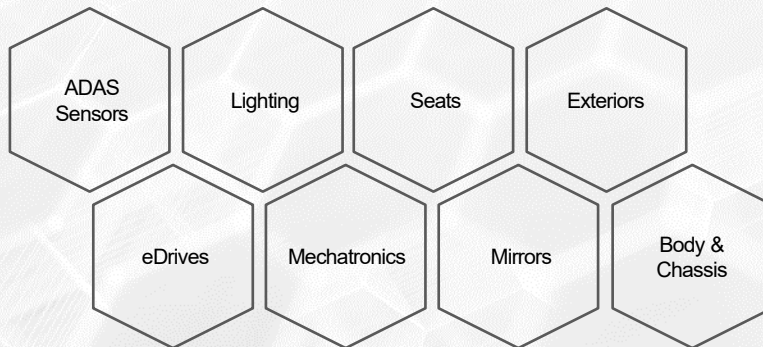 ADAS
Sensors
Lighting
Seats
Exteriors
eDrives
Mechatronics
Mirrors
Body &
Chassis